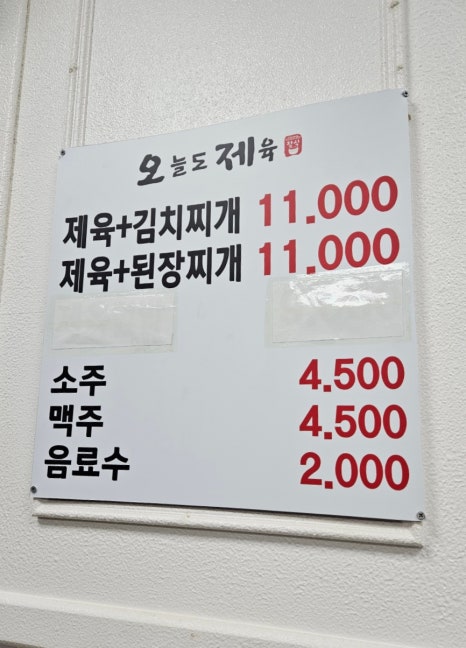 오늘도제육
제육+김치찌개 11.000
제육+된장찌개 11.000
소주 4.500
맥주 4.500
음료수 2.000